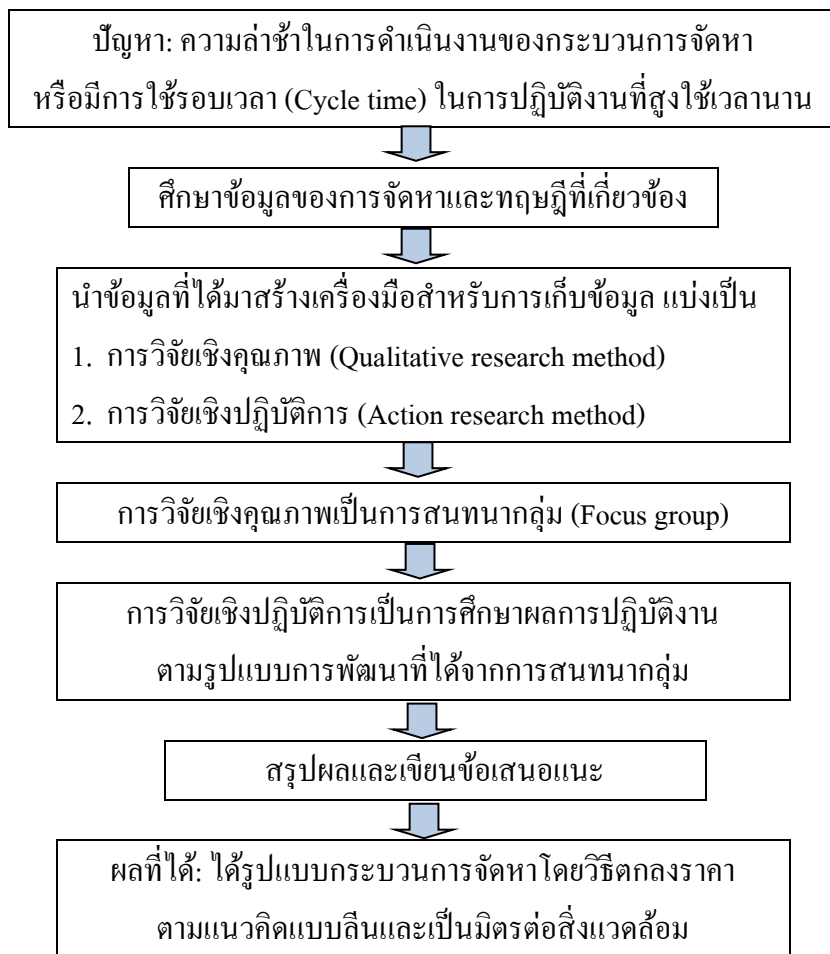 ปัญหา: ความล่าช้าในการดำเนินงานของกระบวนการจัดหา
หรือมีการใช้รอบเวลา (Cycle time) ในการปฏิบัติงานที่สูงใช้เวลานาน
ศึกษาข้อมูลของการจัดหาและทฤษฎีที่เกี่ยวข้อง
นำข้อมูลที่ได้มาสร้างเครื่องมือสำหรับการเก็บข้อมูล แบ่งเป็น
1. การวิจัยเชิงคุณภาพ (Qualitative research method)
2. การวิจัยเชิงปฏิบัติการ (Action research method)
การวิจัยเชิงคุณภาพเป็นการสนทนากลุ่ม (Focus group)
การวิจัยเชิงปฏิบัติการเป็นการศึกษาผลการปฏิบัติงาน
ตามรูปแบบการพัฒนาที่ได้จากการสนทนากลุ่ม
สรุปผลและเขียนข้อเสนอแนะ
ผลที่ได้: ได้รูปแบบกระบวนการจัดหาโดยวิธีตกลงราคา
ตามแนวคิดแบบลีนและเป็นมิตรต่อสิ่งแวดล้อม